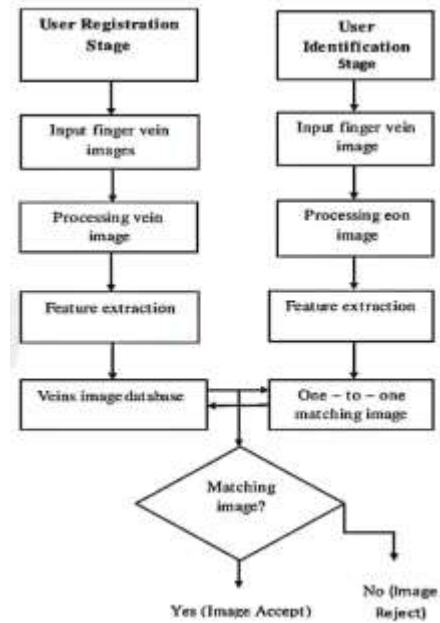 User Registration
Stage
Input finger vein
images
Processing vein
image
Feature extraction
Veins image database
User
Identification
Stage
Input finger vein
image
Processing eon
image
Feature extraction
One – to – one
matching image
Matching
image?
Yes (Image Accept)
No (Image
Reject)